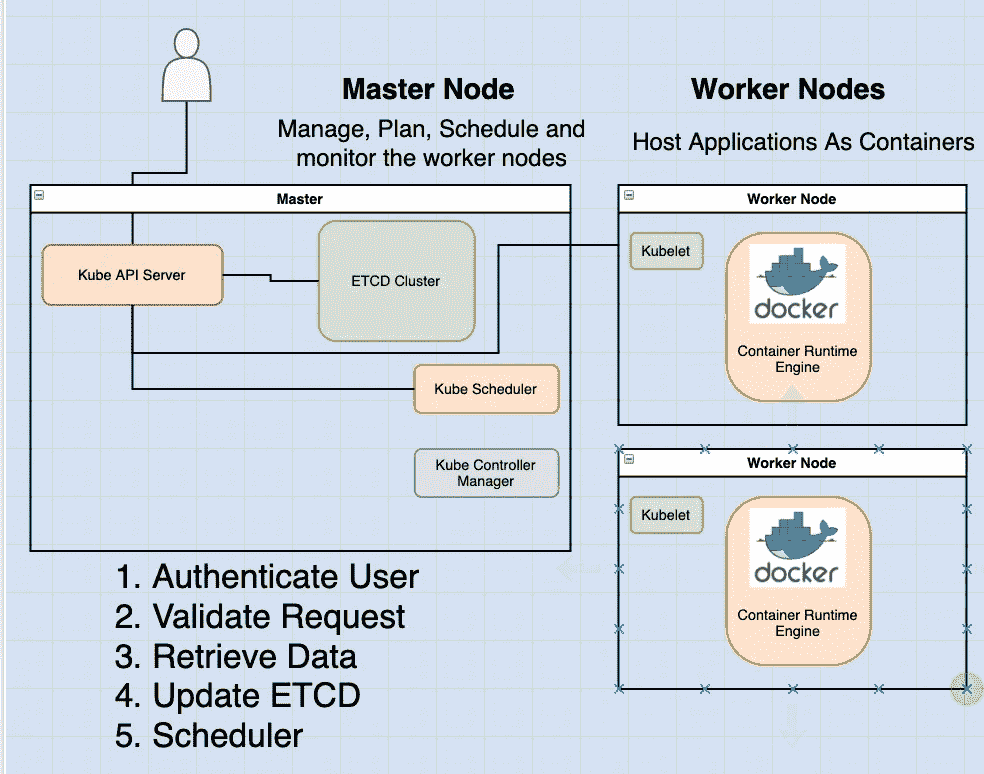 Master Node
Manage, Plan, Schedule and
monitor the worker nodes
Worker Nodes
Host Applications As Containers
Master
Kube API Server
ETCD Cluster
Kube Scheduler
Kube Controller
Manager
Worker Node
Kubelet
docker
Container Runtime
Engine
Worker Node
Kubelet
docker
Container Runtime
Engine
1. Authenticate User
2. Validate Request
3. Retrieve Data
4. Update ETCD
5. Scheduler